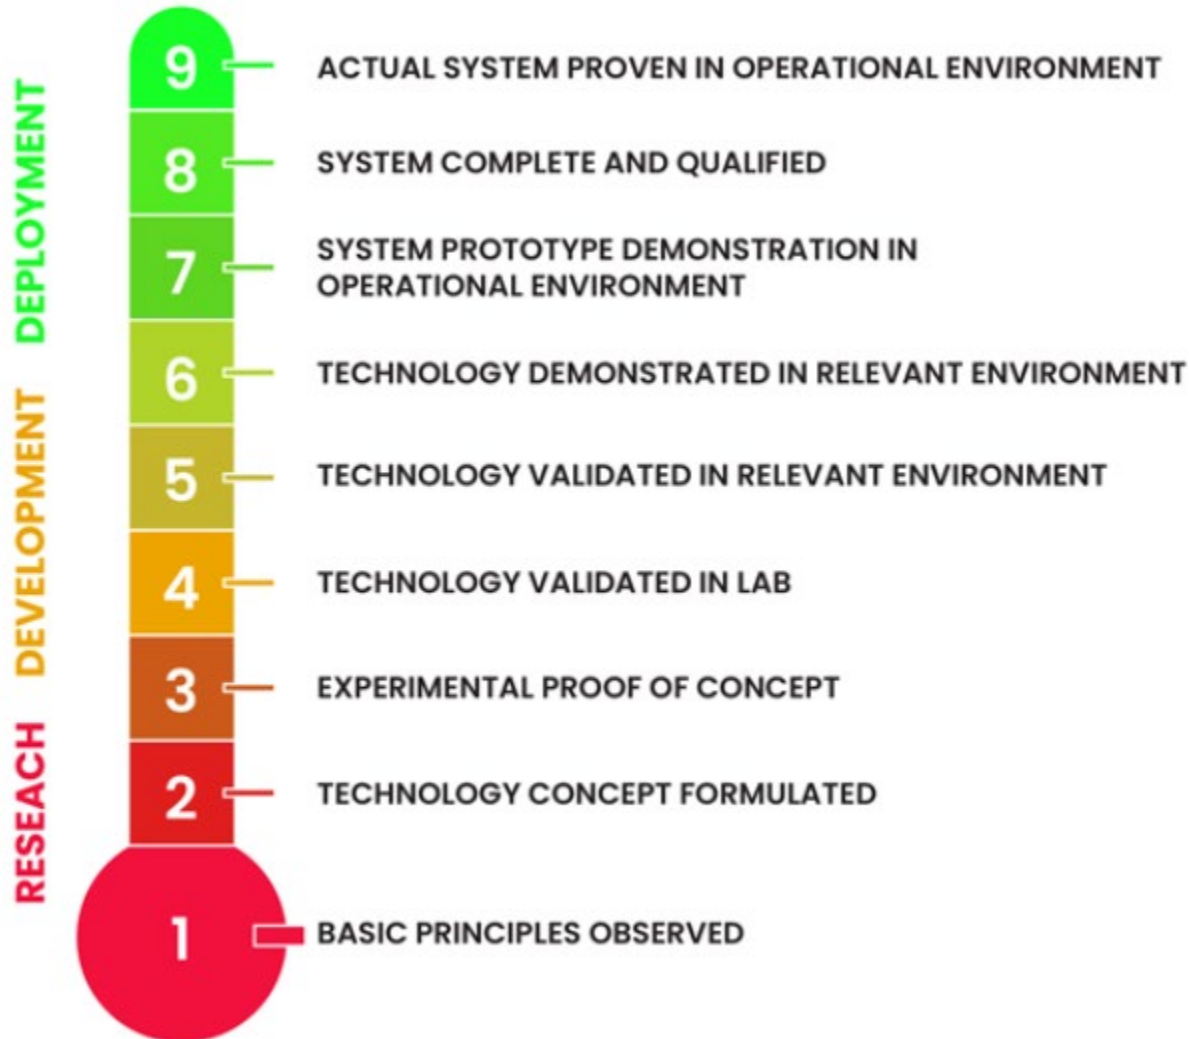 DEPLOYMENT
DEVELOPMENT
RESEACH
9
ACTUAL SYSTEM PROVEN IN OPERATIONAL ENVIRONMENT
8
SYSTEM COMPLETE AND QUALIFIED
7
SYSTEM PROTOTYPE DEMONSTRATION IN
OPERATIONAL ENVIRONMENT
6
TECHNOLOGY DEMONSTRATED IN RELEVANT ENVIRONMENT
5
TECHNOLOGY VALIDATED IN RELEVANT ENVIRONMENT
4
TECHNOLOGY VALIDATED IN LAB
3
EXPERIMENTAL PROOF OF CONCEPT
2
TECHNOLOGY CONCEPT FORMULATED
1
BASIC PRINCIPLES OBSERVED